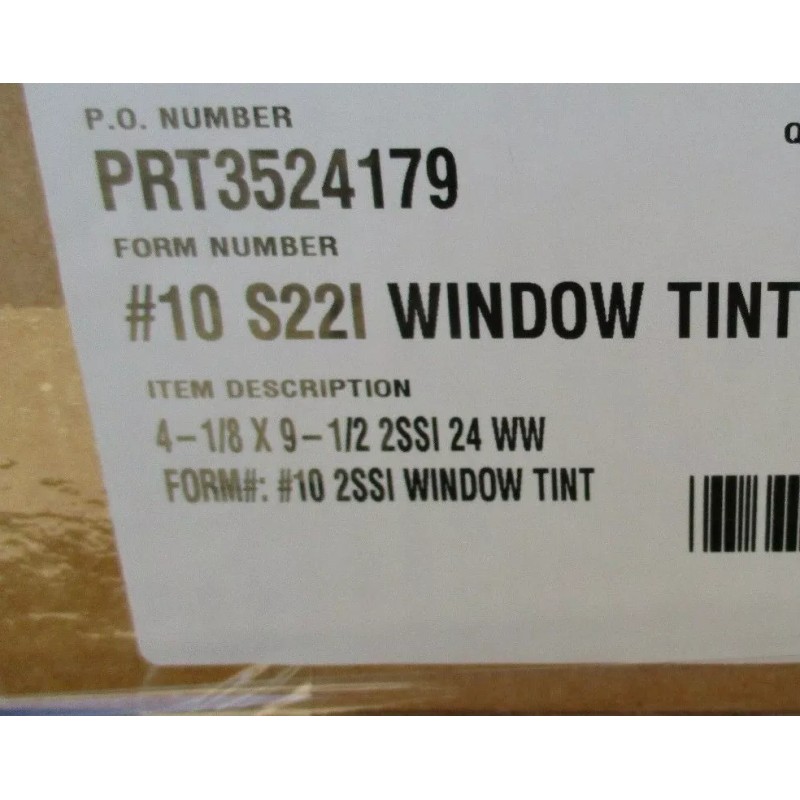 P.O. NUMBER
PRT3524179
FORM NUMBER
#10 S22I WINDOW TINT
ITEM DESCRIPTION
4-1/8 X 9-1/2 2SSI 24 WW
FORM#: #10 2SSI WINDOW TINT